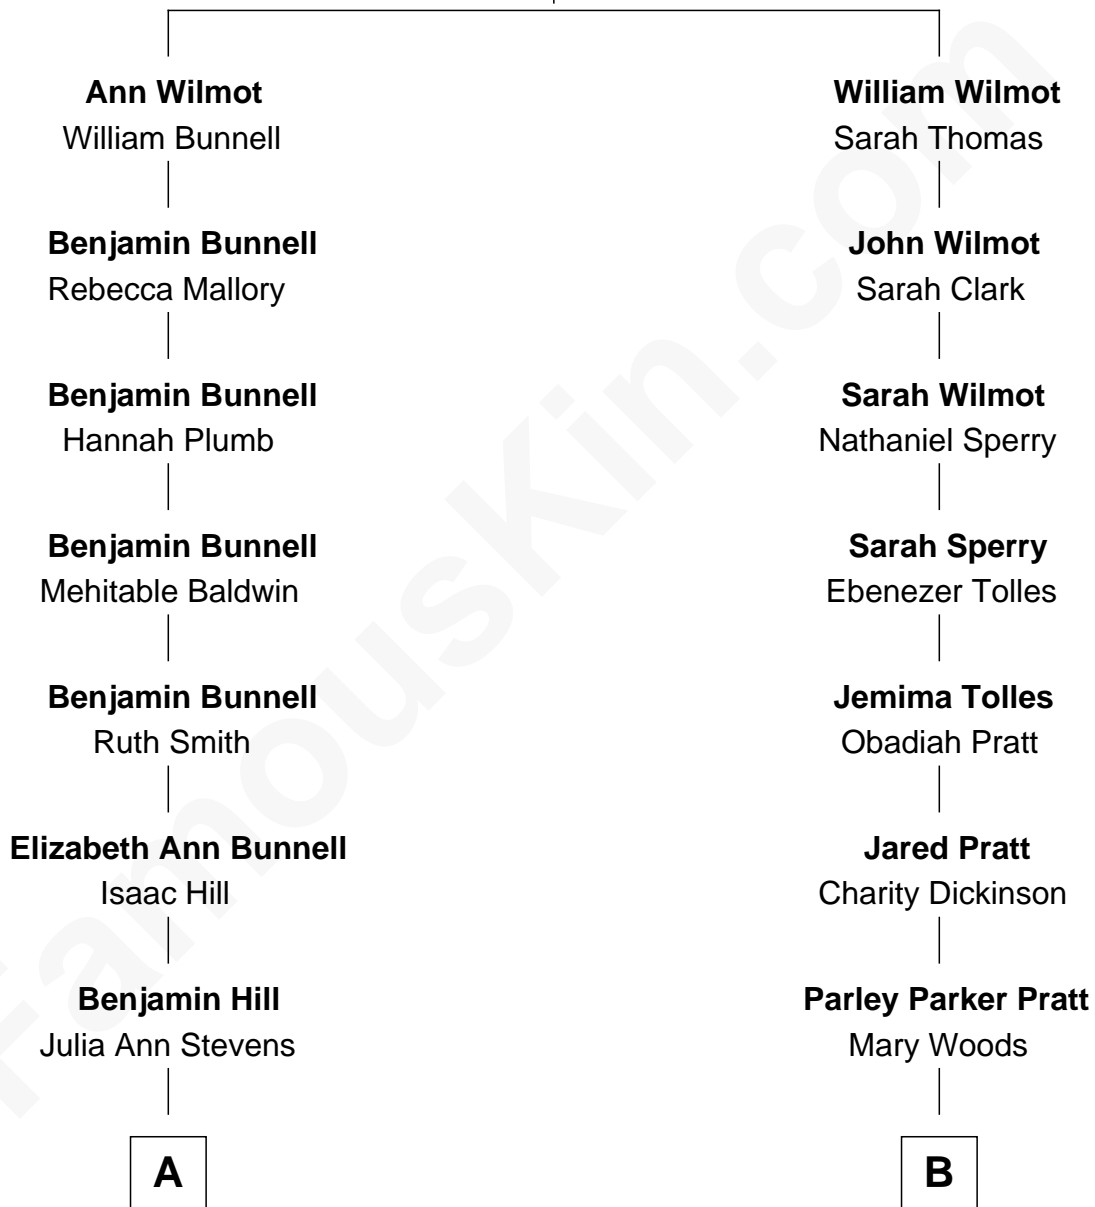 Ann Wilmot
William Bunnell
William Wilmot
Sarah Thomas
Benjamin Bunnell
Rebecca Mallory
John Wilmot
Sarah Clark
Benjamin Bunnell
Hannah Plumb
Sarah Wilmot
Nathaniel Sperry
Benjamin Bunnell
Mehitable Baldwin
Sarah Sperry
Ebenezer Tolles
Benjamin Bunnell
Ruth Smith
Jemima Tolles
Obadiah Pratt
Elizabeth Ann Bunnell
Isaac Hill
Jared Pratt
Charity Dickinson
Benjamin Hill
Julia Ann Stevens
Parley Parker Pratt
Mary Woods
A
B
FamousKin.com